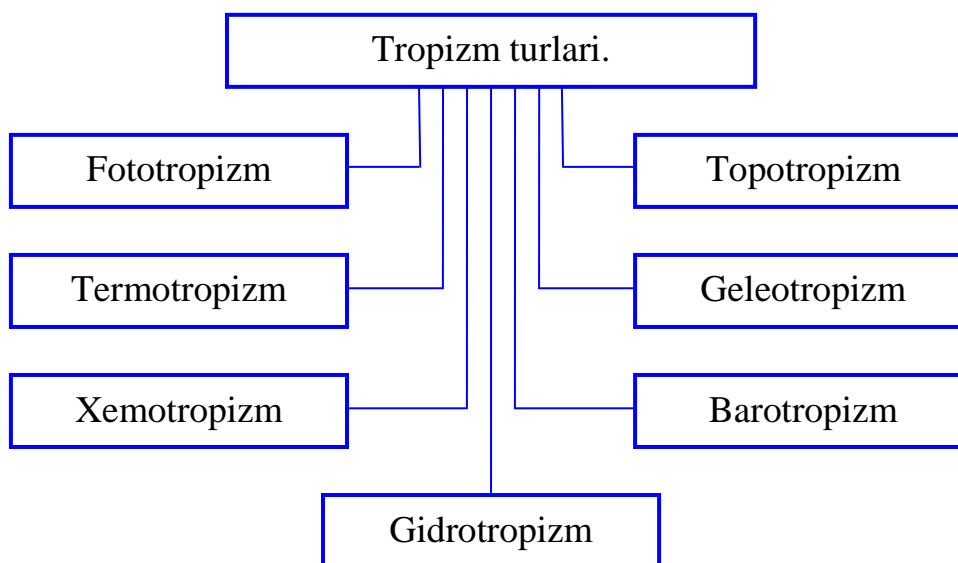 Tropizm turlari.
Fototropizm
Topotropizm
Termotropizm
Geleotropizm
Xemotropizm
Barotropizm
Gidrotropizm